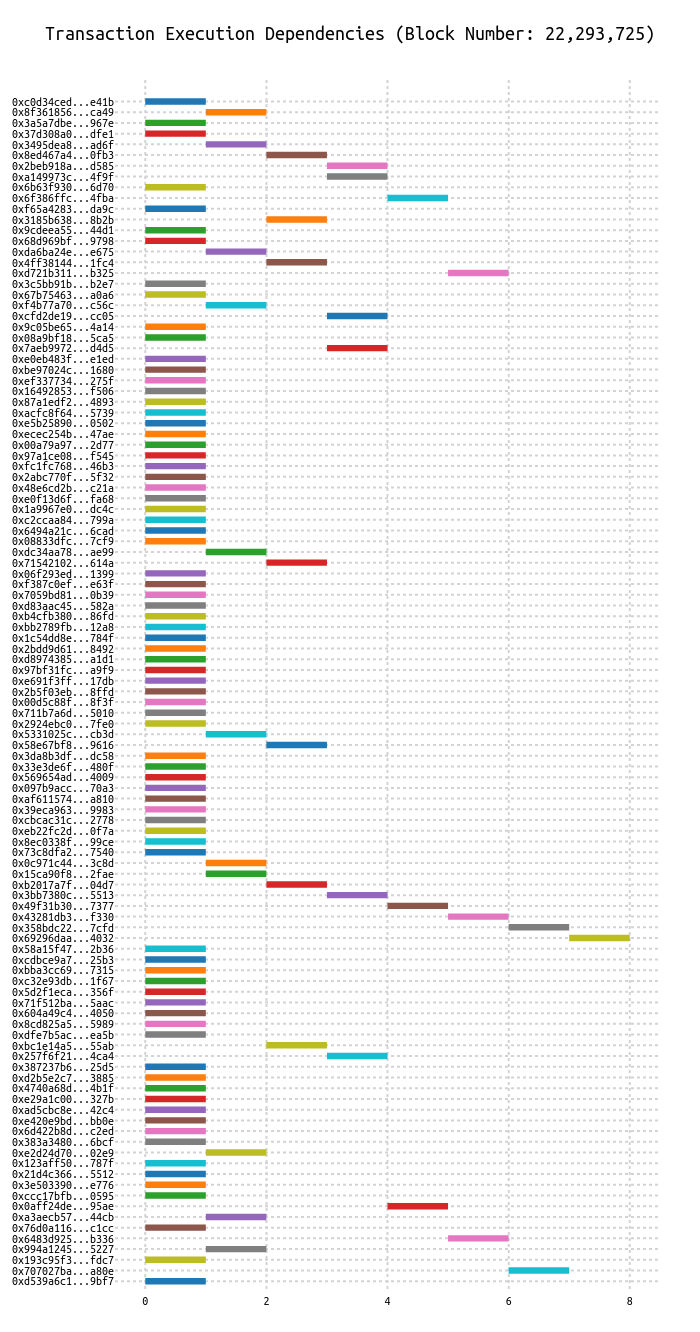 Transaction Execution Dependencies (Block Number: 22,293,725)
0xc0d34ced...e41b
0x8f361856...ca49
0x3a5a7dbe...967e
0x37d308a0...dfe1
0x3495dea8...ad6f
0x8ed467a4...0fb3
0x2beb918a...d585
0xa149973c...4f9f
0x6b63f930...6d70
0x6f386ffc...4fba
0xf65a4283...da9c
0x3185b638...8b2b
0x9cdeea55...44d1
0x68d969bf...9798
0xda6ba24e...e675
0x4ff38144...1fc4
0xd721b311...b325
0x3c5bb91b...b2e7
0x67b75463...a0a6
0xf4b77a70...c56c
0xcfd2de19...cc05
0x9c05be65...4a14
0x08a9bf18...5ca5
0x7aeb9972...d4d5
0xe0eb483f...e1ed
0xbe97024c...1680
0xef337734...275f
0x16492853...f506
0x87a1edf2...4893
0xacfc8f64...5739
0xe5b25890...0502
0xecec254b...47ae
0x00a79a97...2d77
0x97a1ce08...f545
0xfc1fc768...46b3
0x2abc770f...5f32
0x48e6cd2b...c21a
0xe0f13d6f...fa68
0x1a9967e0...dc4c
0xc2ccaa84...799a
0x6494a21c...6cad
0x08833dfc...7cf9
0xdc34aa78...ae99
0x71542102...614a
0x06f293ed...1399
0xf387c0ef...e63f
0x7059bd81...0b39
0xd83aac45...582a
0xb4cfb380...86fd
0xbb2789fb...12a8
0x1c54dd8e...784f
0x2bdd9d61...8492
0xd8974385...a1d1
0x97bf31fc...a9f9
0xe691f3ff...17db
0x2b5f03eb...8ffd
0x00d5c88f...8f3f
0x711b7a6d...5010
0x2924ebc0...7fe0
0x5331025c...cb3d
0x58e67bf8...9616
0x3da8b3df...dc58
0x33e3de6f...480f
0x569654ad...4009
0x097b9acc...70a3
0xaf611574...a810
0x39eca963...9983
0xcbcac31c...2778
0xeb22fc2d...0f7a
0x8ec0338f...99ce
0x73c8dfa2...7540
0x0c971c44...3c8d
0x15ca90f8...2fae
0xb2017a7f...04d7
0x3bb7380c...5513
0x49f31b30...7377
0x43281db3...f330
0x358bdc22...7cfd
0x69296daa...4032
0x58a15f47...2b36
0xcdbce9a7...25b3
0xbba3cc69...7315
0xc32e93db...1f67
0x5d2f1eca...356f
0x71f512ba...5aac
0x604a49c4...4050
0x8cd825a5...5989
0xdfe7b5ac...ea5b
0xbc1e14a5...55ab
0x257f6f21...4ca4
0x387237b6...25d5
0xd2b5e2c7...3885
0x4740a68d...4b1f
0xe29a1c00...327b
0xad5cbc8e...42c4
0xe420e9bd...bb0e
0x6d422b8d...c2ed
0x383a3480...6bcf
0xe2d24d70...02e9
0x123aff50...787f
0x21d4c366...5512
0x3e503390...e776
0xccc17bfb...0595
0x0aff24de...95ae
0xa3aecb57...44cb
0x76d0a116...c1cc
0x6483d925...b336
0x994a1245...5227
0x193c95f3...fdc7
0x707027ba...a80e
0xd539a6c1...9bf7
0 2 4 6 8